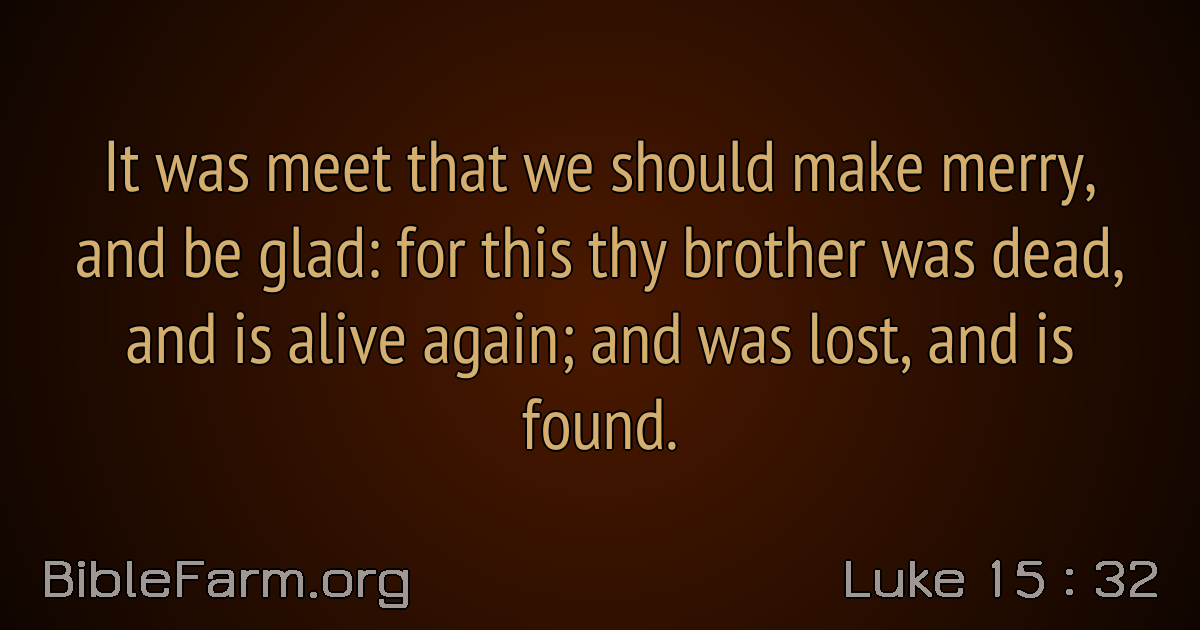 It was meet that we should make merry,
and be glad: for this thy brother was dead,
and is alive again; and was lost, and is
found.
BibleFarm.org
Luke 15 : 32